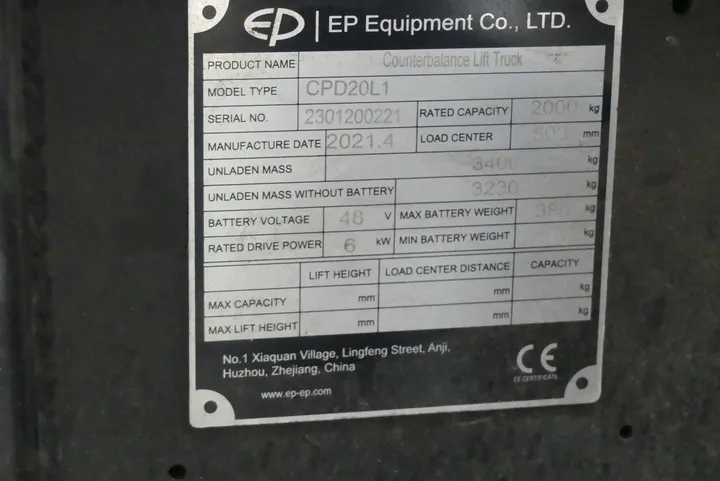 EP | EP Equipment Co., LTD.
PRODUCT NAME Counterbalance Lift Truck
MODEL TYPE CPD20L1
SERIAL NO. 2301200221 RATED CAPACITY 2000 kg
MANUFACTURE DATE 2021.4 LOAD CENTER 500 mm
UNLADEN MASS kg
UNLADEN MASS WITHOUT BATTERY 3230 kg
BATTERY VOLTAGE 48 V MAX BATTERY WEIGHT kg
RATED DRIVE POWER 6 kW MIN BATTERY WEIGHT kg
LIFT HEIGHT LOAD CENTER DISTANCE CAPACITY
MAX CAPACITY mm mm kg
MAX LIFT HEIGHT mm mm kg
No.1 Xiaquan Village, Lingfeng Street, Anji,
Huzhou, Zhejiang, China
CE
CE CERTIFICATE
www.ep-ep.com